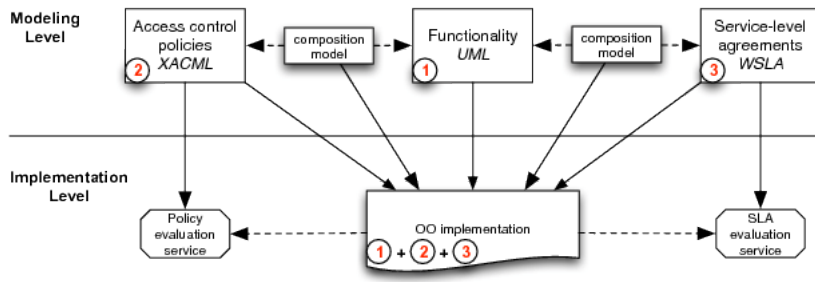 Modeling
Level
Access control
policies
XACML
2
composition
model
Functionality
UML
1
composition
model
Service-level
agreements
WSLA
3
Implementation
Level
Policy
evaluation
service
OO implementation
1 + 2 + 3
SLA
evaluation
service